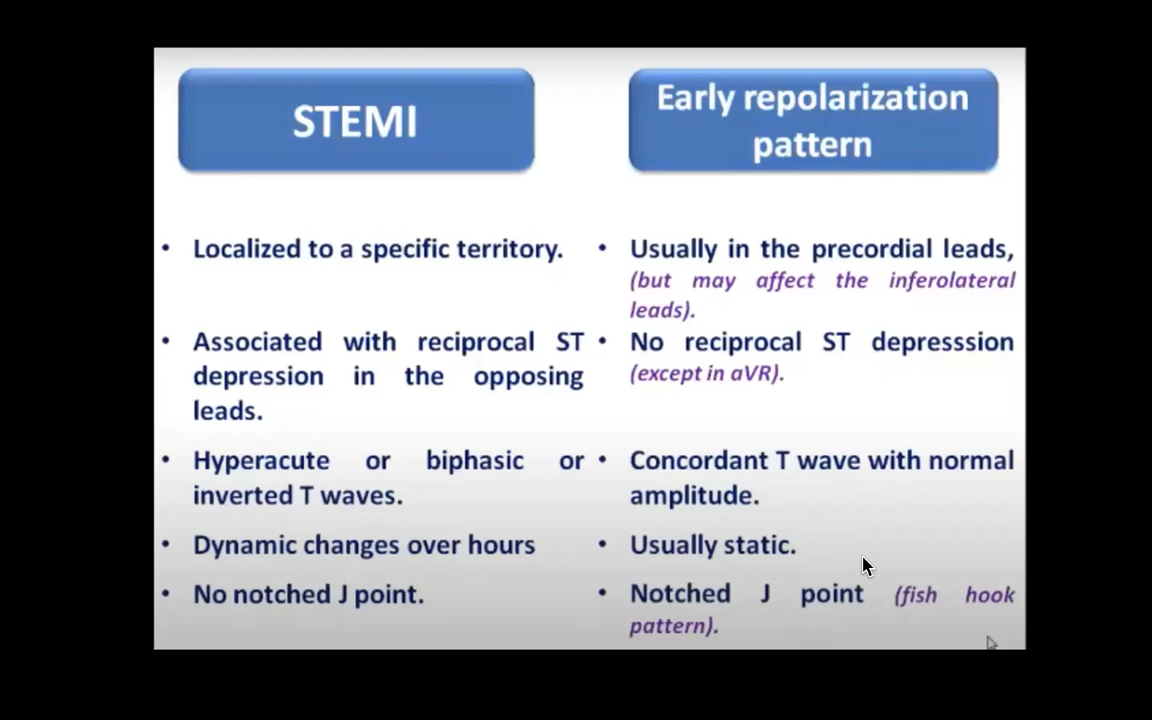 STEMI
• Localized to a specific territory.
• Associated with reciprocal ST
depression in the opposing
leads.
• Hyperacute or biphasic or
inverted T waves.
• Dynamic changes over hours
• No notched J point.
Early repolarization
pattern
• Usually in the precordial leads,
(but may affect the inferolateral
leads).
• No reciprocal ST depresssion
(except in aVR).
• Concordant T wave with normal
amplitude.
• Usually static.
• Notched J point (fish hook
pattern).